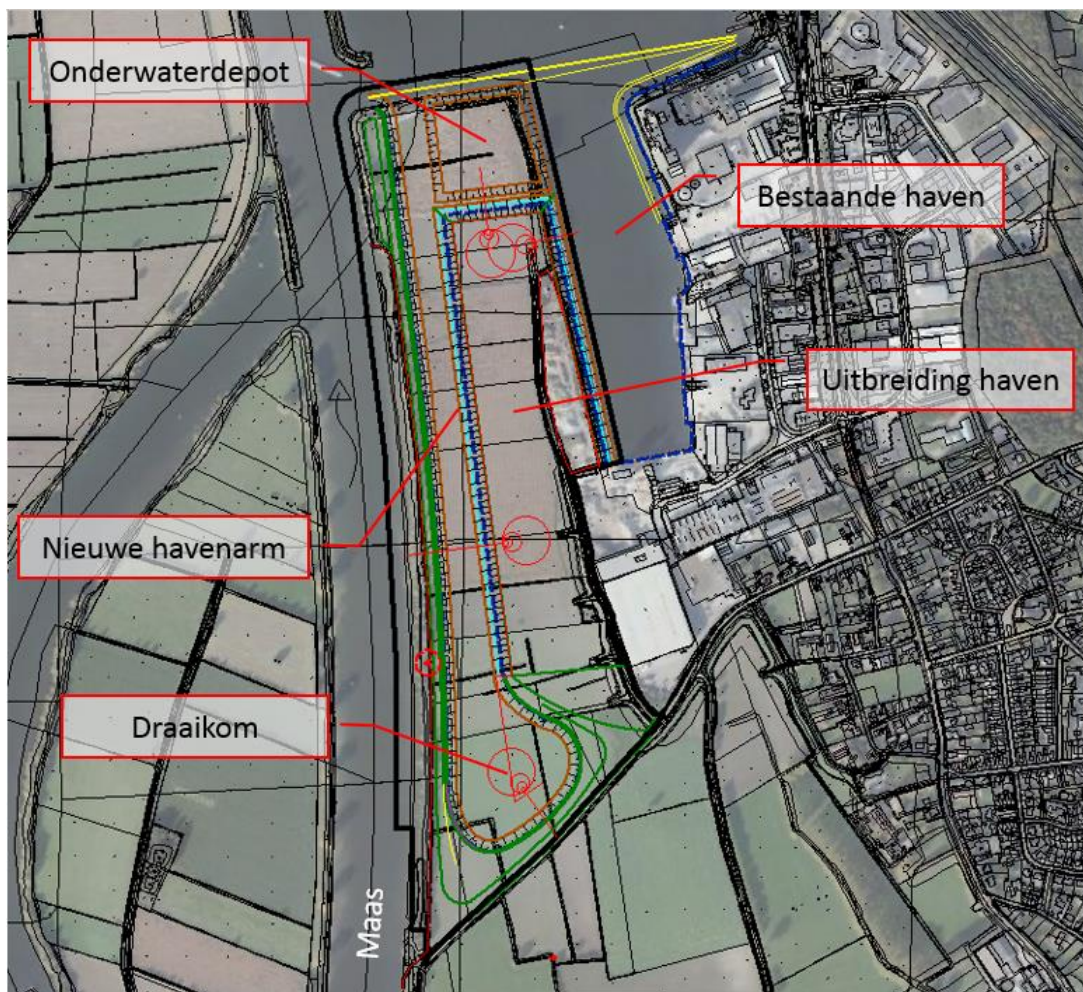 Onderwaterdepot
Bestaande haven
Uitbreiding haven
Nieuwe havenarm
Draaikom
Maas